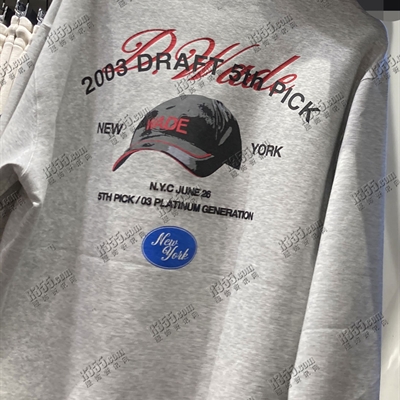 D. Wade
2003 DRAFT 5th PICK
WADE
NEW YORK
N.Y.C JUNE 26
5TH PICK / 03 PLATINUM GENERATION
New
York